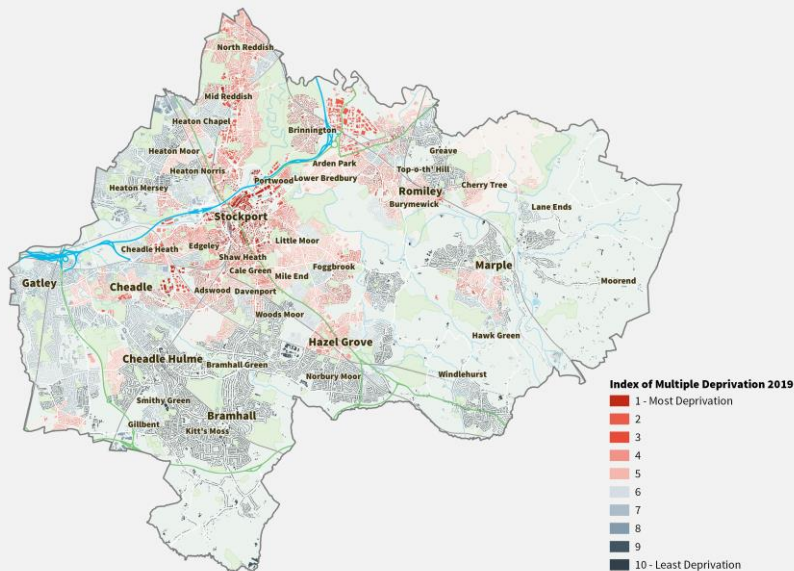 North Reddish
Mid Reddish
Heaton Chapel
Brinnington
Heaton Moor
Greave
Arden Park
Heaton Norris
Top-o-th' Hill
Portwood
Lower Bredbury
Heaton Mersey
Romiley
Cherry Tree
Burymewick
Lane Ends
Stockport
Little Moor
Cheadle Heath
Edgeley
Shaw Heath
Marple
Cale Green
Foggbrook
Mile End
Moorend
Gatley
Cheadle
Adswood
Davenport
Woods Moor
Hawk Green
Hazel Grove
Cheadle Hulme
Bramhall Green
Norbury Moor
Windlehurst
Smithy Green
Bramhall
Gillbent
Kitt's Moss
Index of Multiple Deprivation 2019
1 - Most Deprivation
2
3
4
5
6
7
8
9
10 - Least Deprivation